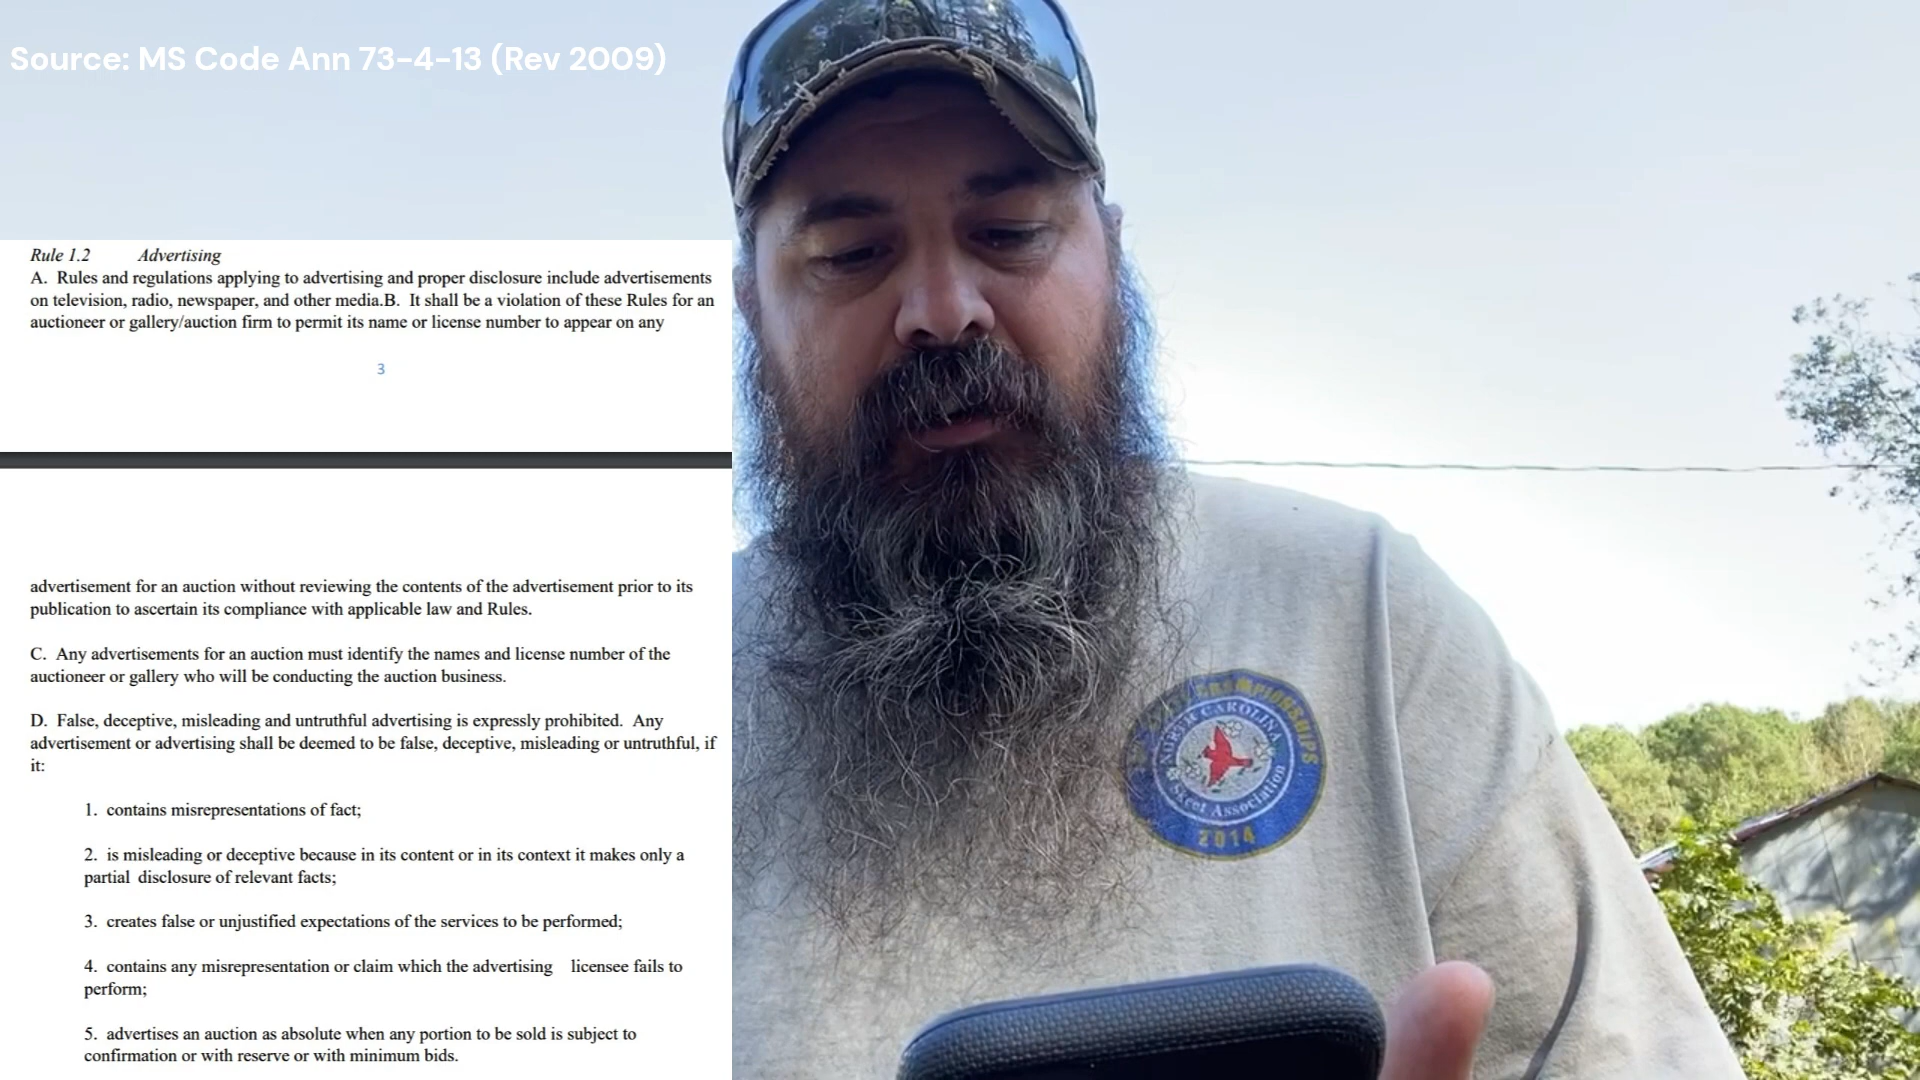 Source: MS Code Ann 73-4-13 (Rev 2009)
Rule 1.2 Advertising
A. Rules and regulations applying to advertising and proper disclosure include advertisements
on television, radio, newspaper, and other media.B. It shall be a violation of these Rules for an
auctioneer or gallery/auction firm to permit its name or license number to appear on any
3
advertisement for an auction without reviewing the contents of the advertisement prior to its
publication to ascertain its compliance with applicable law and Rules.
C. Any advertisements for an auction must identify the names and license number of the
auctioneer or gallery who will be conducting the auction business.
D. False, deceptive, misleading and untruthful advertising is expressly prohibited. Any
advertisement or advertising shall be deemed to be false, deceptive, misleading or untruthful, if
it:
1. contains misrepresentations of fact;
2. is misleading or deceptive because in its content or in its context it makes only a
partial disclosure of relevant facts;
3. creates false or unjustified expectations of the services to be performed;
4. contains any misrepresentation or claim which the advertising licensee fails to
perform;
5. advertises an auction as absolute when any portion to be sold is subject to
confirmation or with reserve or with minimum bids.
CHAMPIONSHIPS
NORTH CAROLINA
Skeet Association
2014